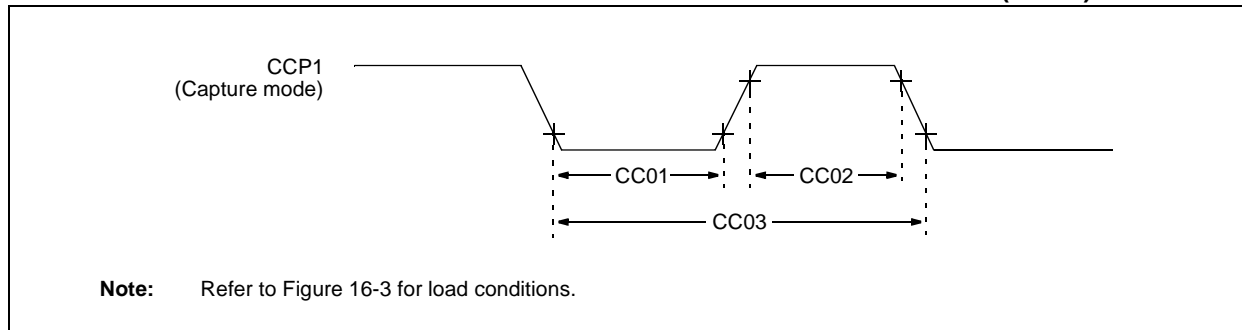 CCP1
(Capture mode)
CC01
CC02
CC03
Note: Refer to Figure 16-3 for load conditions.